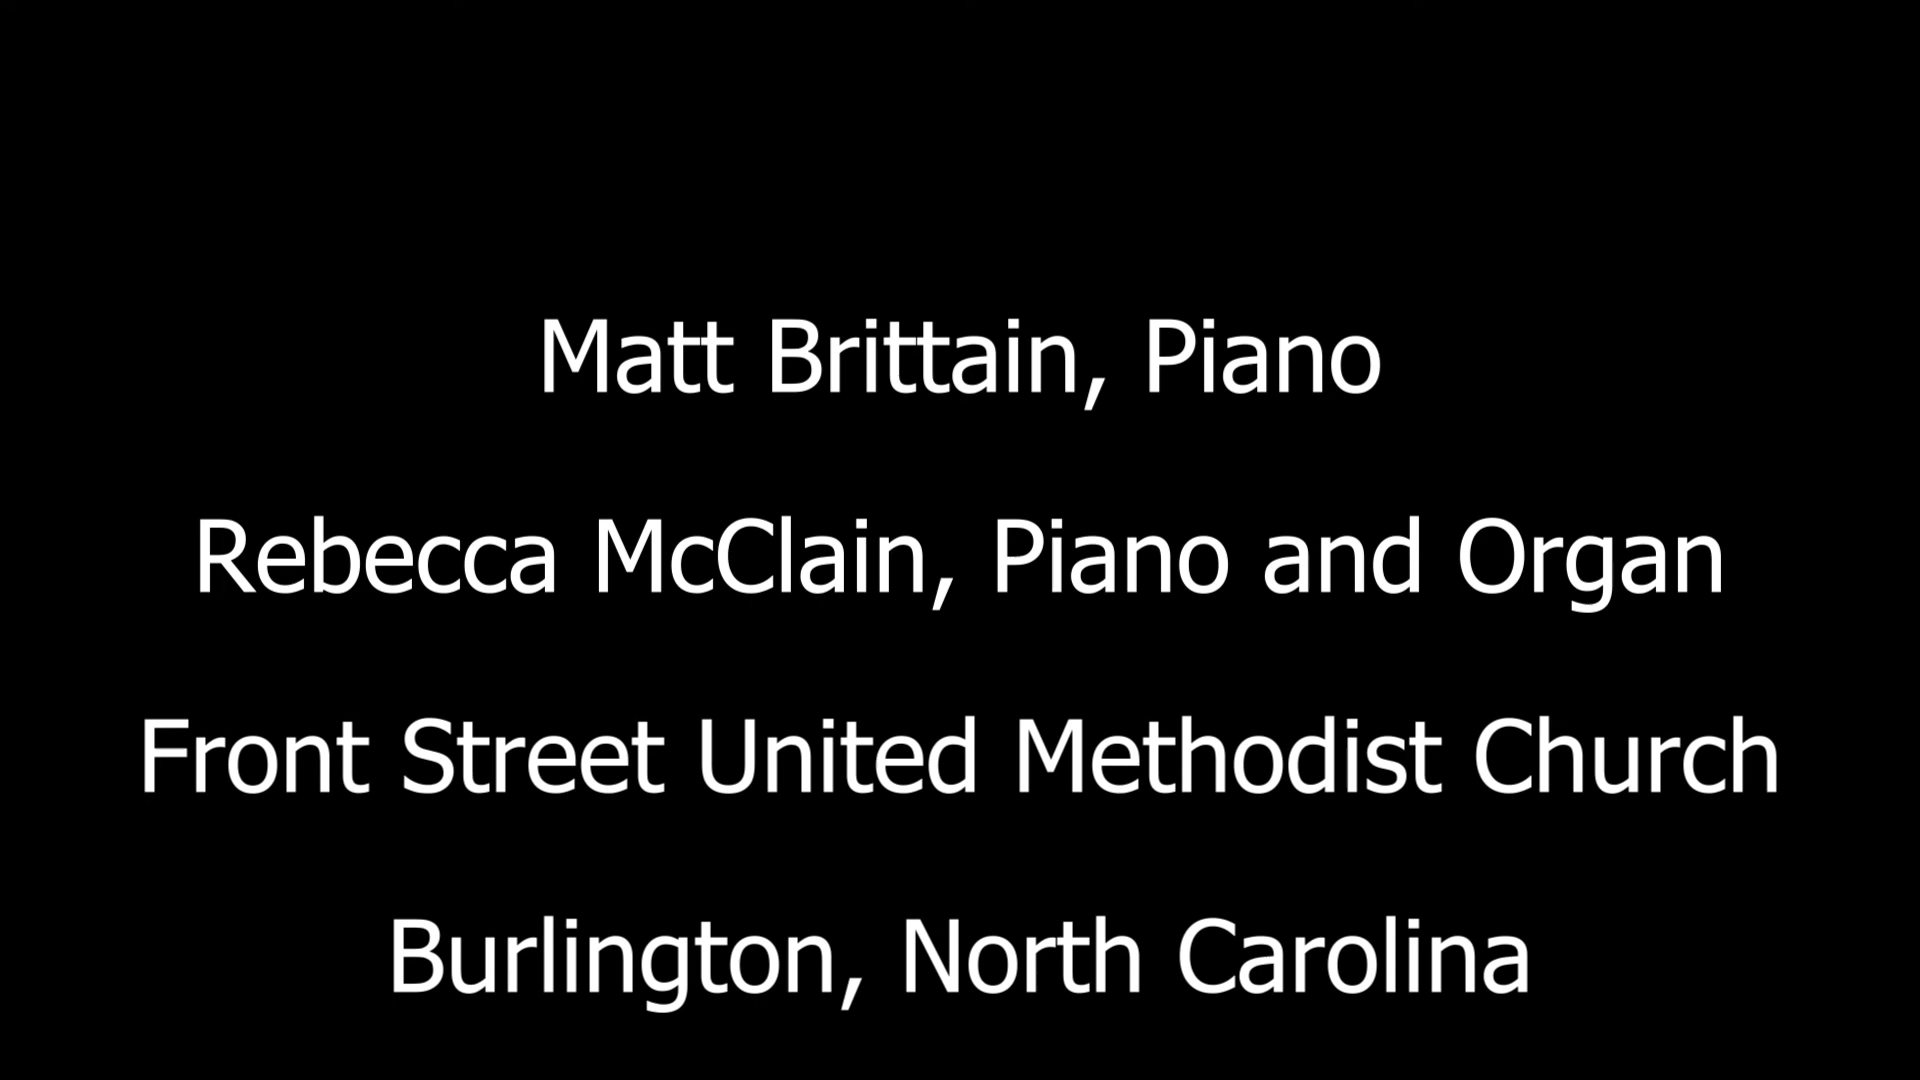 Matt Brittain, Piano
Rebecca McClain, Piano and Organ
Front Street United Methodist Church
Burlington, North Carolina